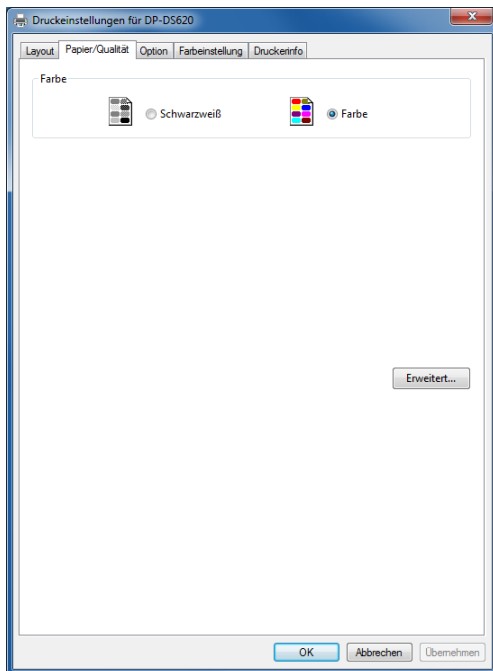 Druckeinstellungen für DP-DS620
Layout Papier/Qualität Option Farbeinstellung Druckerinfo
Farbe
Schwarzweiß Farbe
Erweitert...
OK Abbrechen Übernehmen